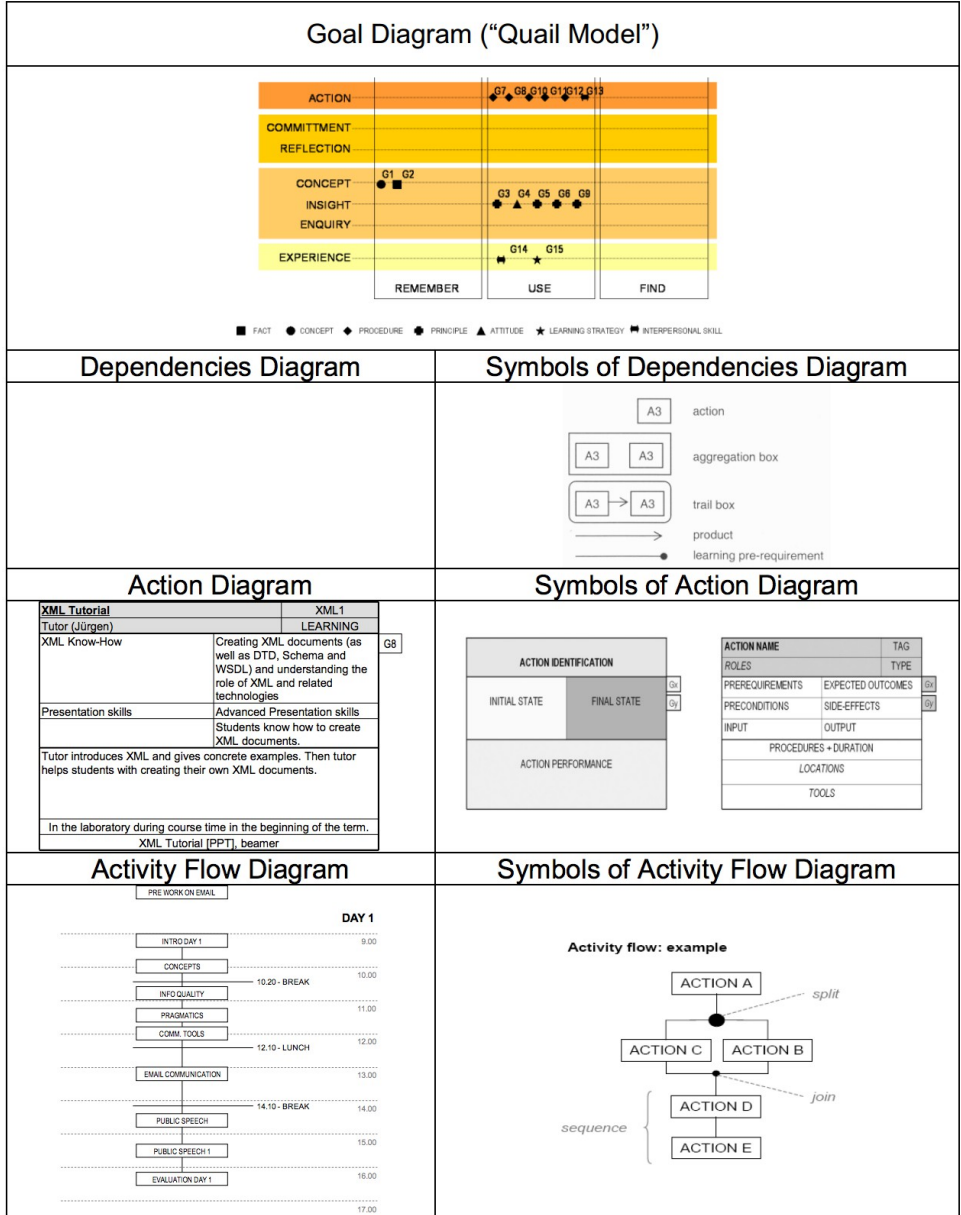 Goal Diagram (“Quail Model”)
ACTION
G7 G8 G10 G11 G12 G13
COMMITTMENT
REFLECTION
CONCEPT
G1 G2
INSIGHT
G3 G4 G5 G6 G9
ENQUIRY
EXPERIENCE
G14 G15
REMEMBER USE FIND
FACT CONCEPT PROCEDURE PRINCIPLE ATTITUDE LEARNING STRATEGY INTERPERSONAL SKILL
Dependencies Diagram
Symbols of Dependencies Diagram
A3 action
A3 A3 aggregation box
A3 A3 trail box
product
learning pre-requirement
Action Diagram
XML Tutorial XML1
Tutor (Jürgen) LEARNING
XML Know-How
Creating XML documents (as
well as DTD, Schema and
WSDL) and understanding the
role of XML and related
technologies
G8
Presentation skills Advanced Presentation skills
Students know how to create
XML documents.
Tutor introduces XML and gives concrete examples. Then tutor
helps students with creating their own XML documents.
In the laboratory during course time in the beginning of the term.
XML Tutorial [PPT], beamer
Symbols of Action Diagram
ACTION IDENTIFICATION
INITIAL STATE FINAL STATE
Gx
Gy
ACTION PERFORMANCE
ACTION NAME TAG
ROLES TYPE
PREREQUIREMENTS EXPECTED OUTCOMES Gx
PRECONDITIONS SIDE-EFFECTS Gy
INPUT OUTPUT
PROCEDURES + DURATION
LOCATIONS
TOOLS
Activity Flow Diagram
PRE WORK ON EMAIL
DAY 1
INTRO DAY 1 9.00
CONCEPTS
10.00
10.20 - BREAK
INFO QUALITY
11.00
PRAGMATICS
COMM. TOOLS
12.00
12.10 - LUNCH
EMAIL COMMUNICATION 13.00
14.10 - BREAK 14.00
PUBLIC SPEECH
15.00
PUBLIC SPEECH 1
EVALUATION DAY 1 16.00
17.00
Symbols of Activity Flow Diagram
Activity flow: example
ACTION A
split
ACTION C ACTION B
join
ACTION D
sequence
ACTION E